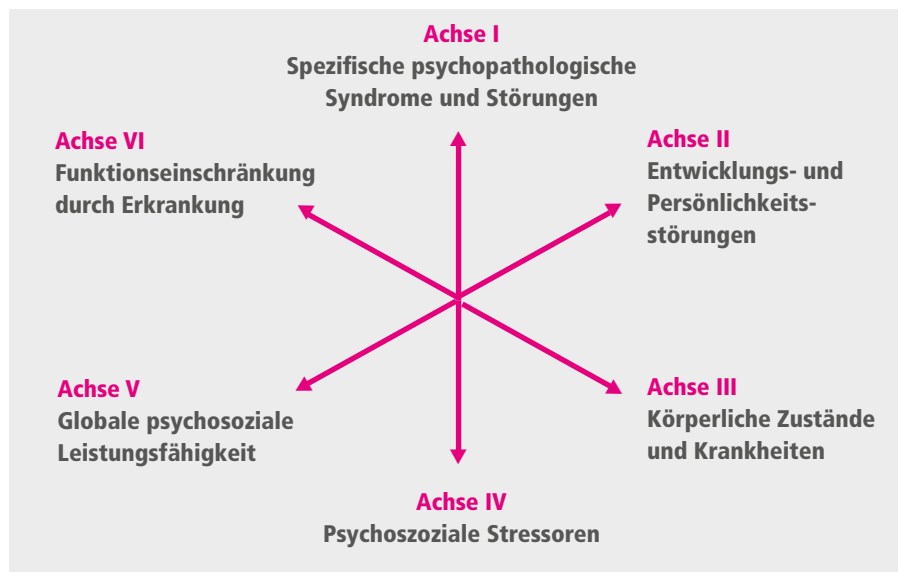 Achse I
Spezifische psychopathologische
Syndrome und Störungen
Achse II
Entwicklungs- und
Persönlichkeits-
störungen
Achse III
Körperliche Zustände
und Krankheiten
Achse IV
Psychoszoziale Stressoren
Achse V
Globale psychosoziale
Leistungsfähigkeit
Achse VI
Funktionseinschränkung
durch Erkrankung